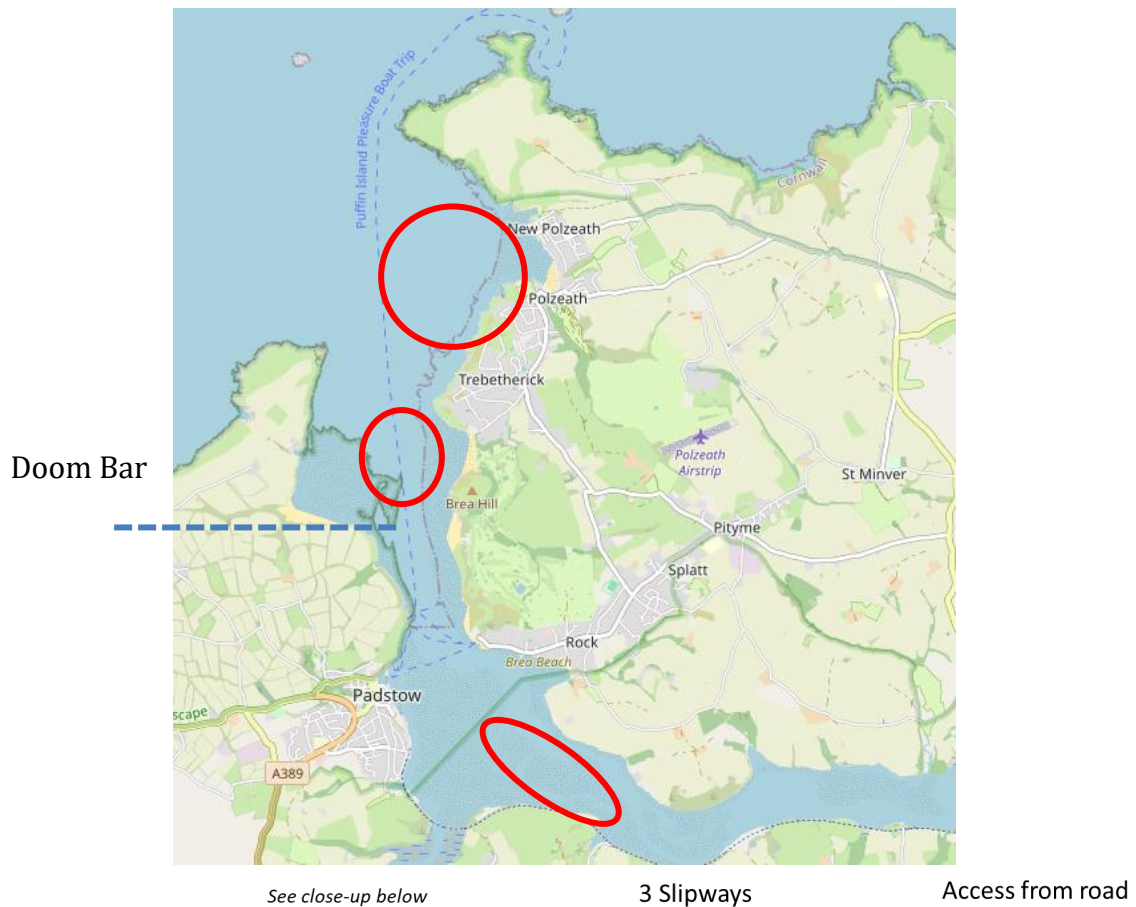 Puffin Island Pleasure Boat Trip
Cornwall
New Polzeath
Polzeath
Trebetherick
Polzeath
Airstrip
Doom Bar
St Minver
Brea Hill
Pityme
Splatt
Rock
Brea Beach
Padstow
scape
A389
See close-up below
3 Slipways
Access from road